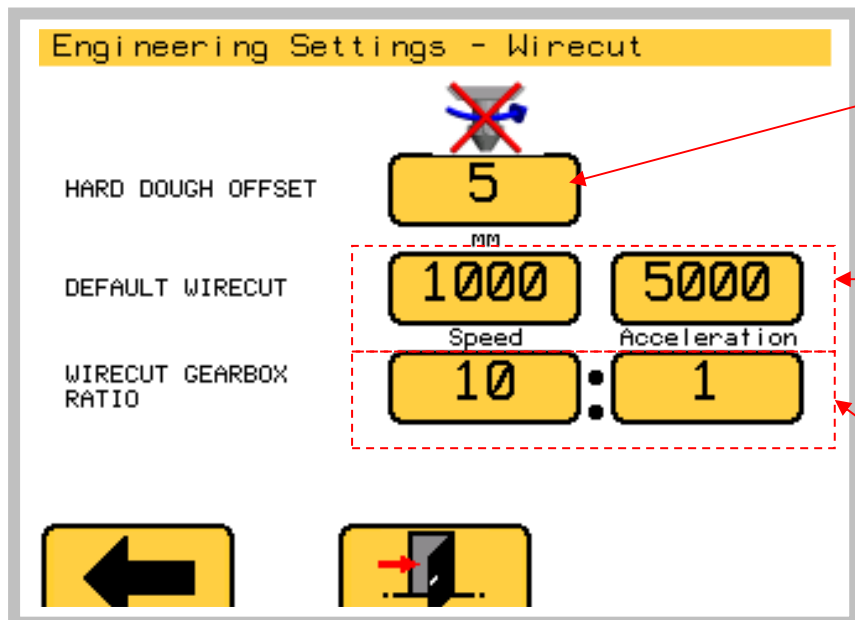 Engineering Settings - Wirecut
HARD DOUGH OFFSET
5
mm
DEFAULT WIRECUT
1000
5000
Speed
Acceleration
WIRECUT GEARBOX
RATIO
10 : 1